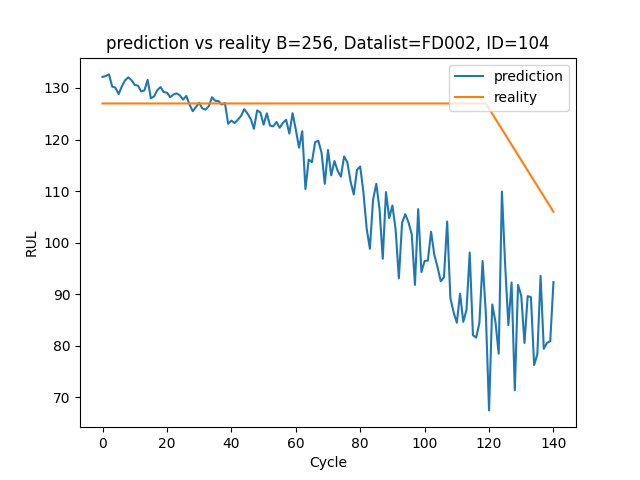 prediction vs reality B=256, Datalist=FD002, ID=104
prediction
reality
RUL
130
120
110
100
90
80
70
0 20 40 60 80 100 120 140
Cycle